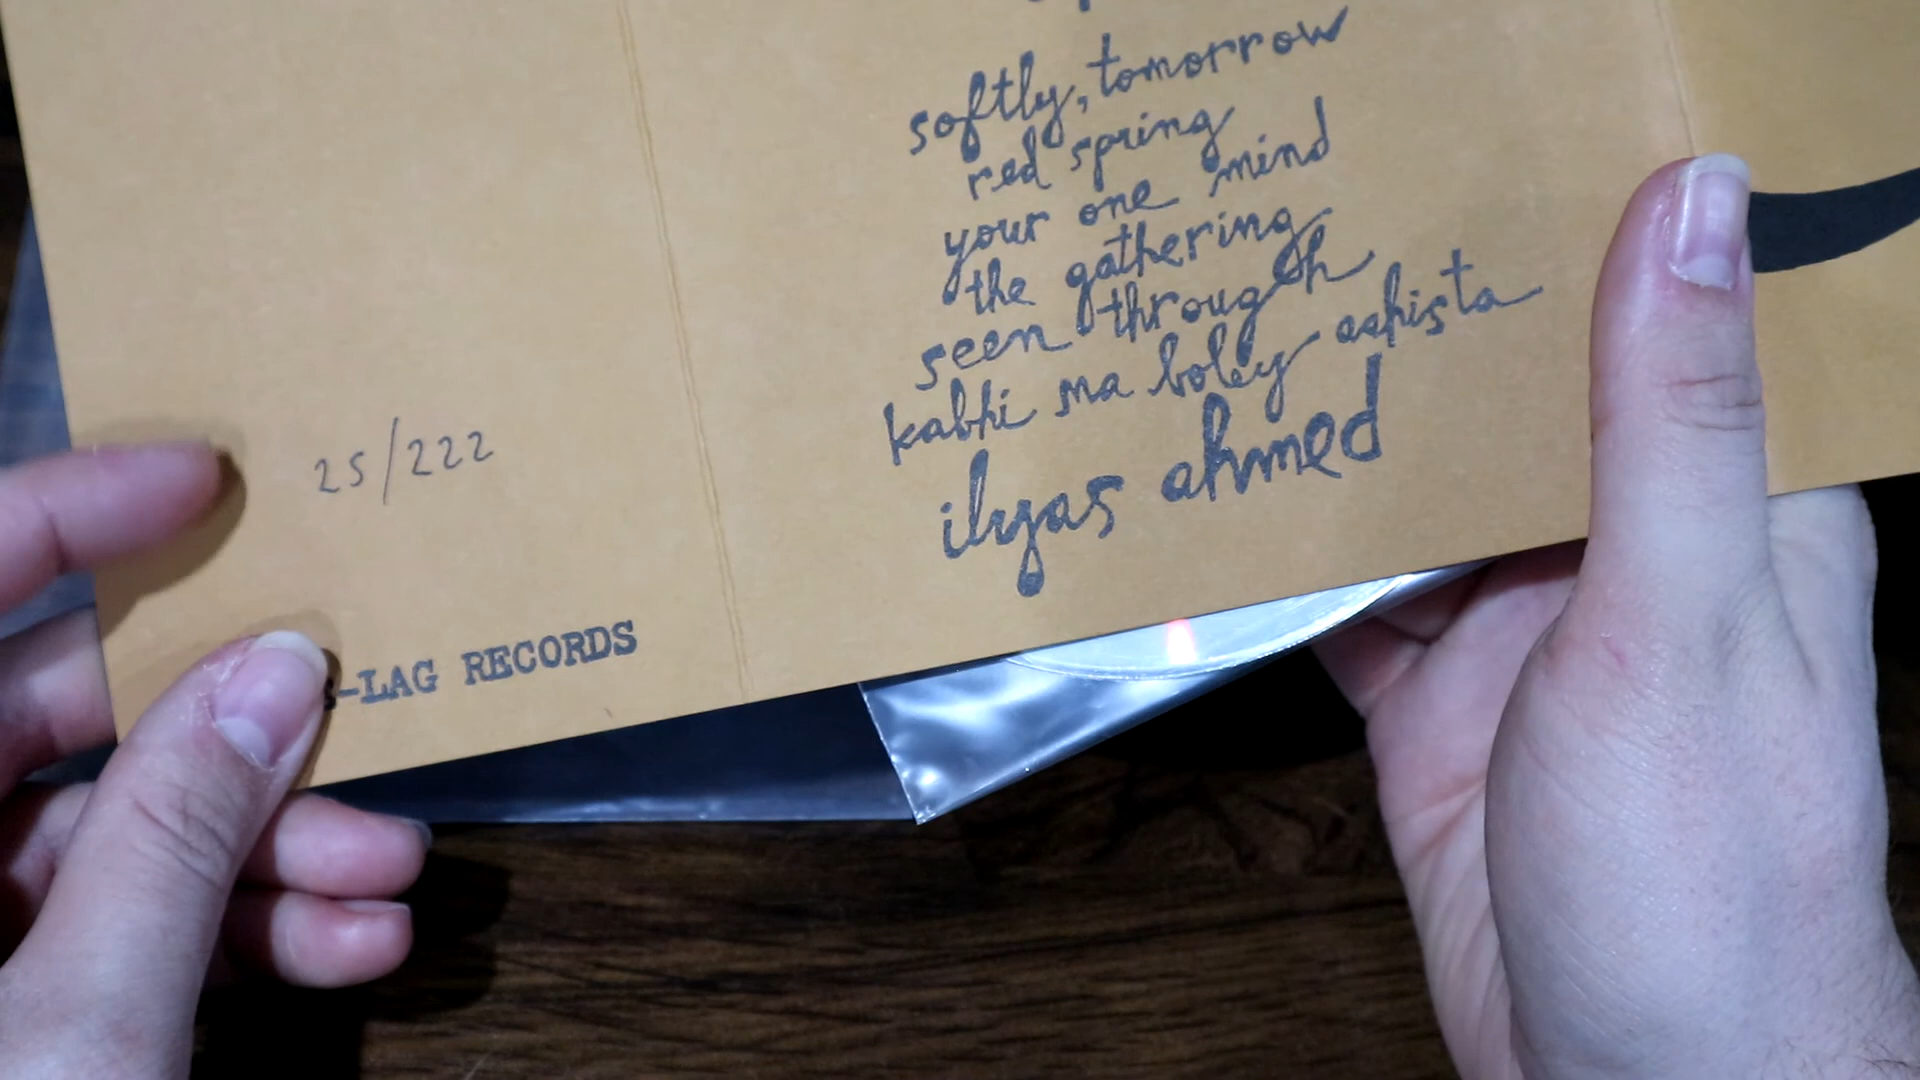 softly, tomorrow
red spring
your one mind
the gathering
seen through
kabhi na boley aahista
ilyas ahmed
25/222
-LAG RECORDS